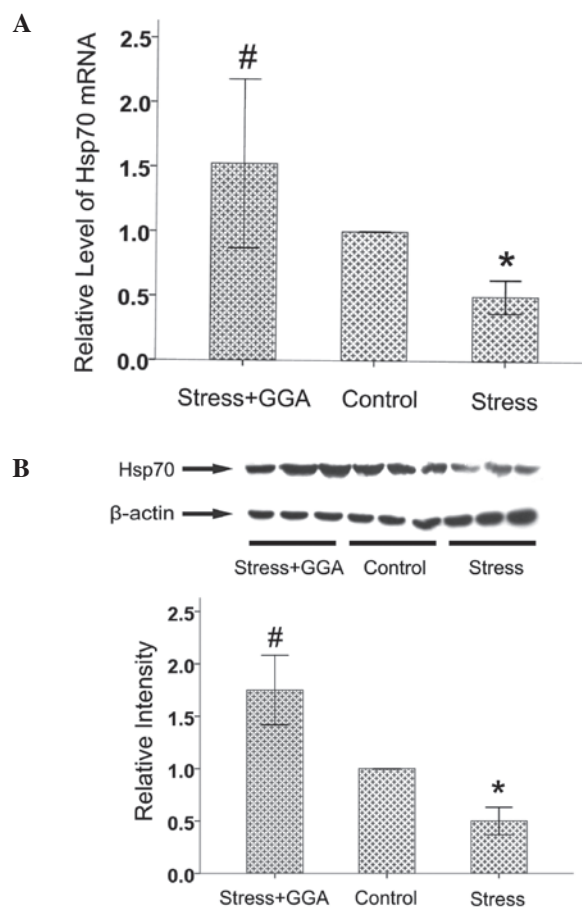 A
Relative Level of Hsp70 mRNA
2.5
2.0
1.5
1.0
0.5
0.0
#
*
Stress+GGA Control Stress
B
Hsp70
β-actin
Stress+GGA Control Stress
Relative Intensity
2.5
2.0
1.5
1.0
0.5
0.0
#
*
Stress+GGA Control Stress